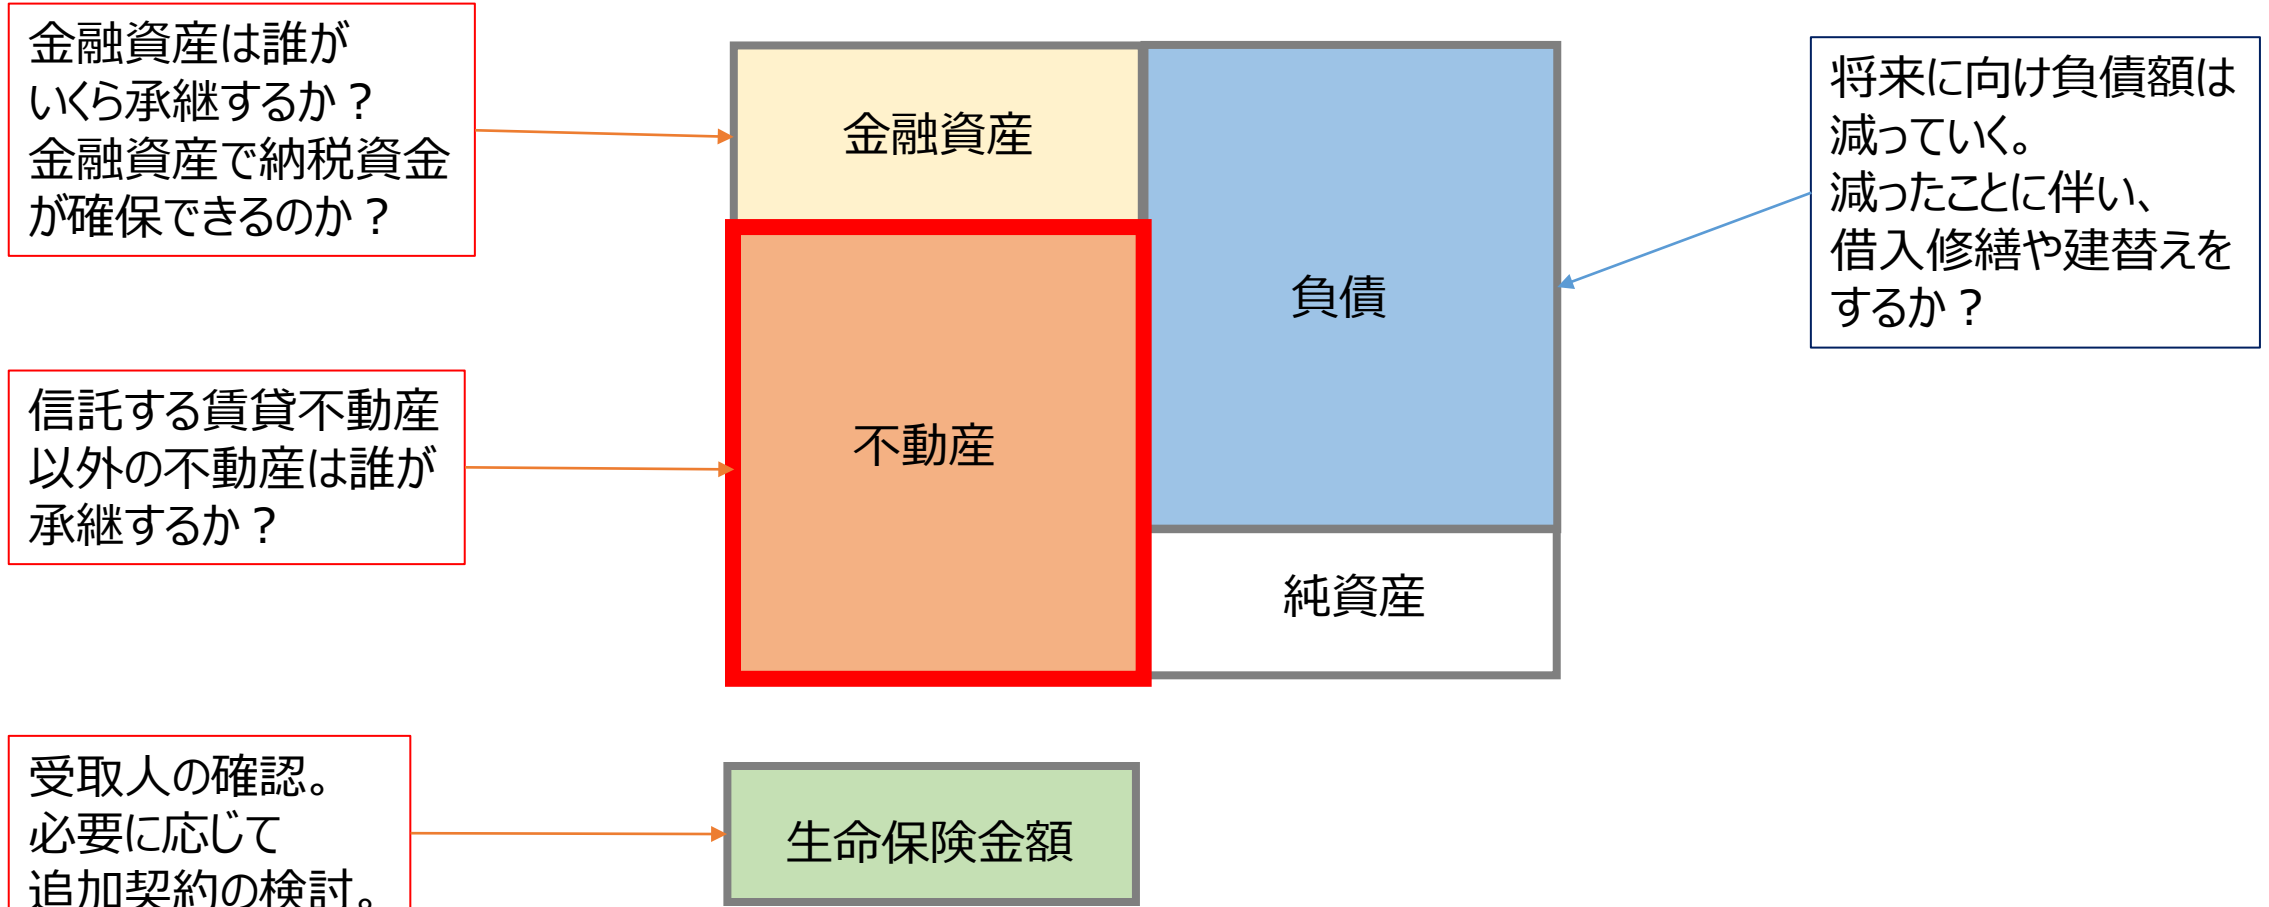 金融資産は誰が
いくら承継するか？
金融資産で納税資金
が確保できるのか？
金融資産
負債
将来に向け負債額は
減っていく。
減ったことに伴い、
借入修繕や建替えを
するか？
信託する賃貸不動産
以外の不動産は誰が
承継するか？
不動産
純資産
受取人の確認。
必要に応じて
追加契約の検討。
生命保険金額